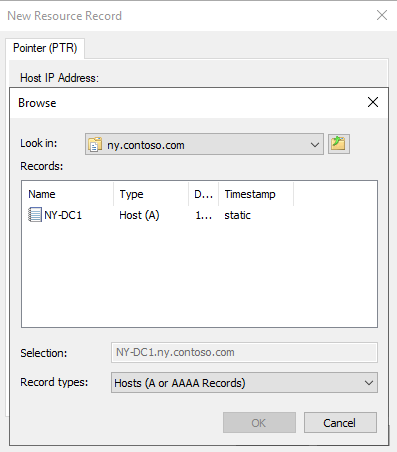 New Resource Record
Pointer (PTR)
Host IP Address:
Browse
Look in: ny.contoso.com
Records:
Name Type D... Timestamp
NY-DC1 Host (A) 1... static
Selection: NY-DC1.ny.contoso.com
Record types: Hosts (A or AAAA Records)
OK Cancel